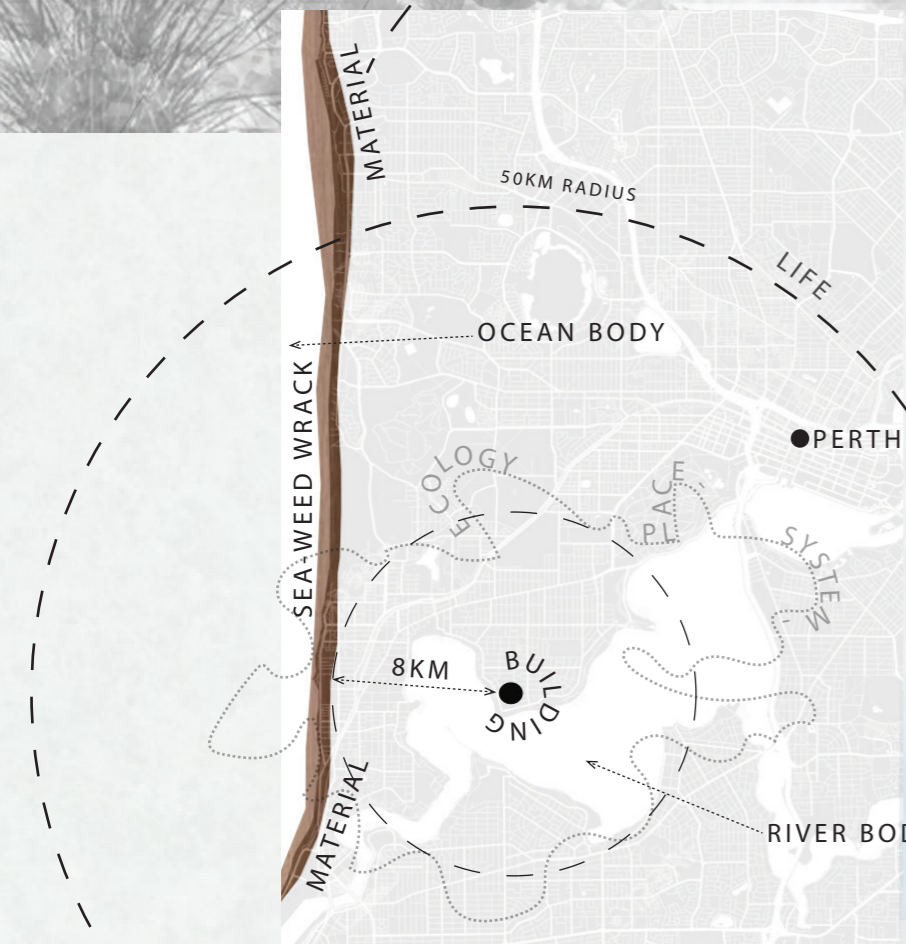 MATERIAL
50KM RADIUS
LIFE
OCEAN BODY
SEA-WEED WRACK
PERTH
ECOLOGY
PLACE-
SYSTEM-
8KM
BUILDING
MATERIAL
RIVER BOD